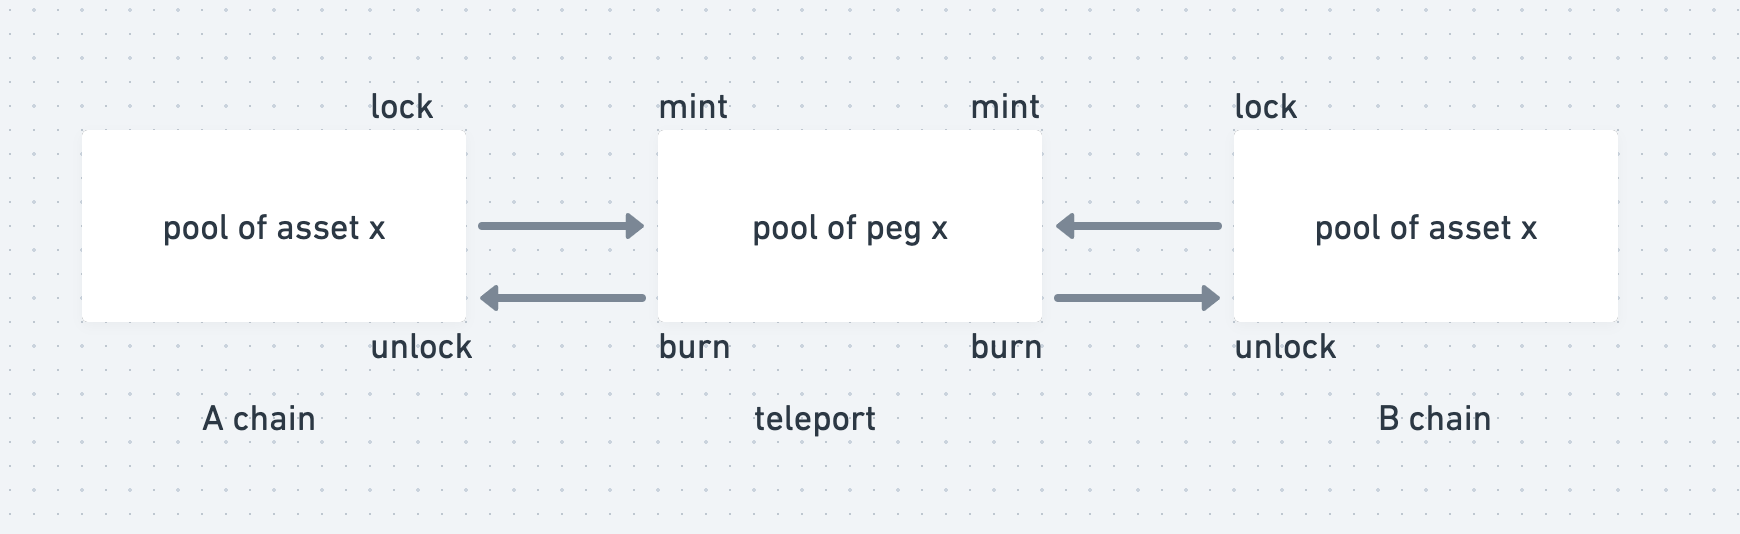 lock
mint
mint
lock
pool of asset x
pool of peg x
pool of asset x
unlock
burn
burn
unlock
A chain
teleport
B chain